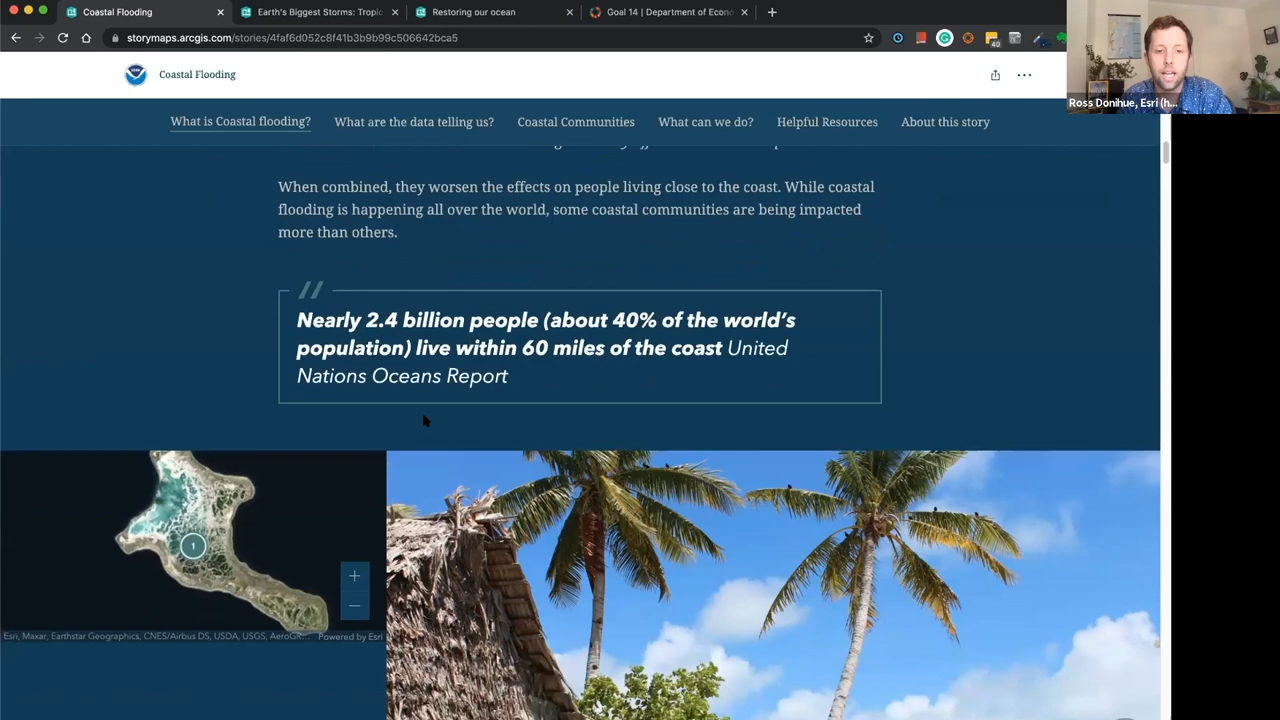 Coastal Flooding
Earth's Biggest Storms: Tropic
Restoring our ocean
Goal 14 | Department of Econo
storymaps.arcgis.com/stories/4faf6d052c8f41b3b9b99c506642bca5
40
Ross Donihue, Esri (h...
Coastal Flooding
What is Coastal flooding?
What are the data telling us?
Coastal Communities
What can we do?
Helpful Resources
About this story
When combined, they worsen the effects on people living close to the coast. While coastal
flooding is happening all over the world, some coastal communities are being impacted
more than others.
Nearly 2.4 billion people (about 40% of the world's
population) live within 60 miles of the coast United
Nations Oceans Report
1
Esri, Maxar, Earthstar Geographics, CNES/Airbus DS, USDA, USGS, AeroGR...
Powered by Esri